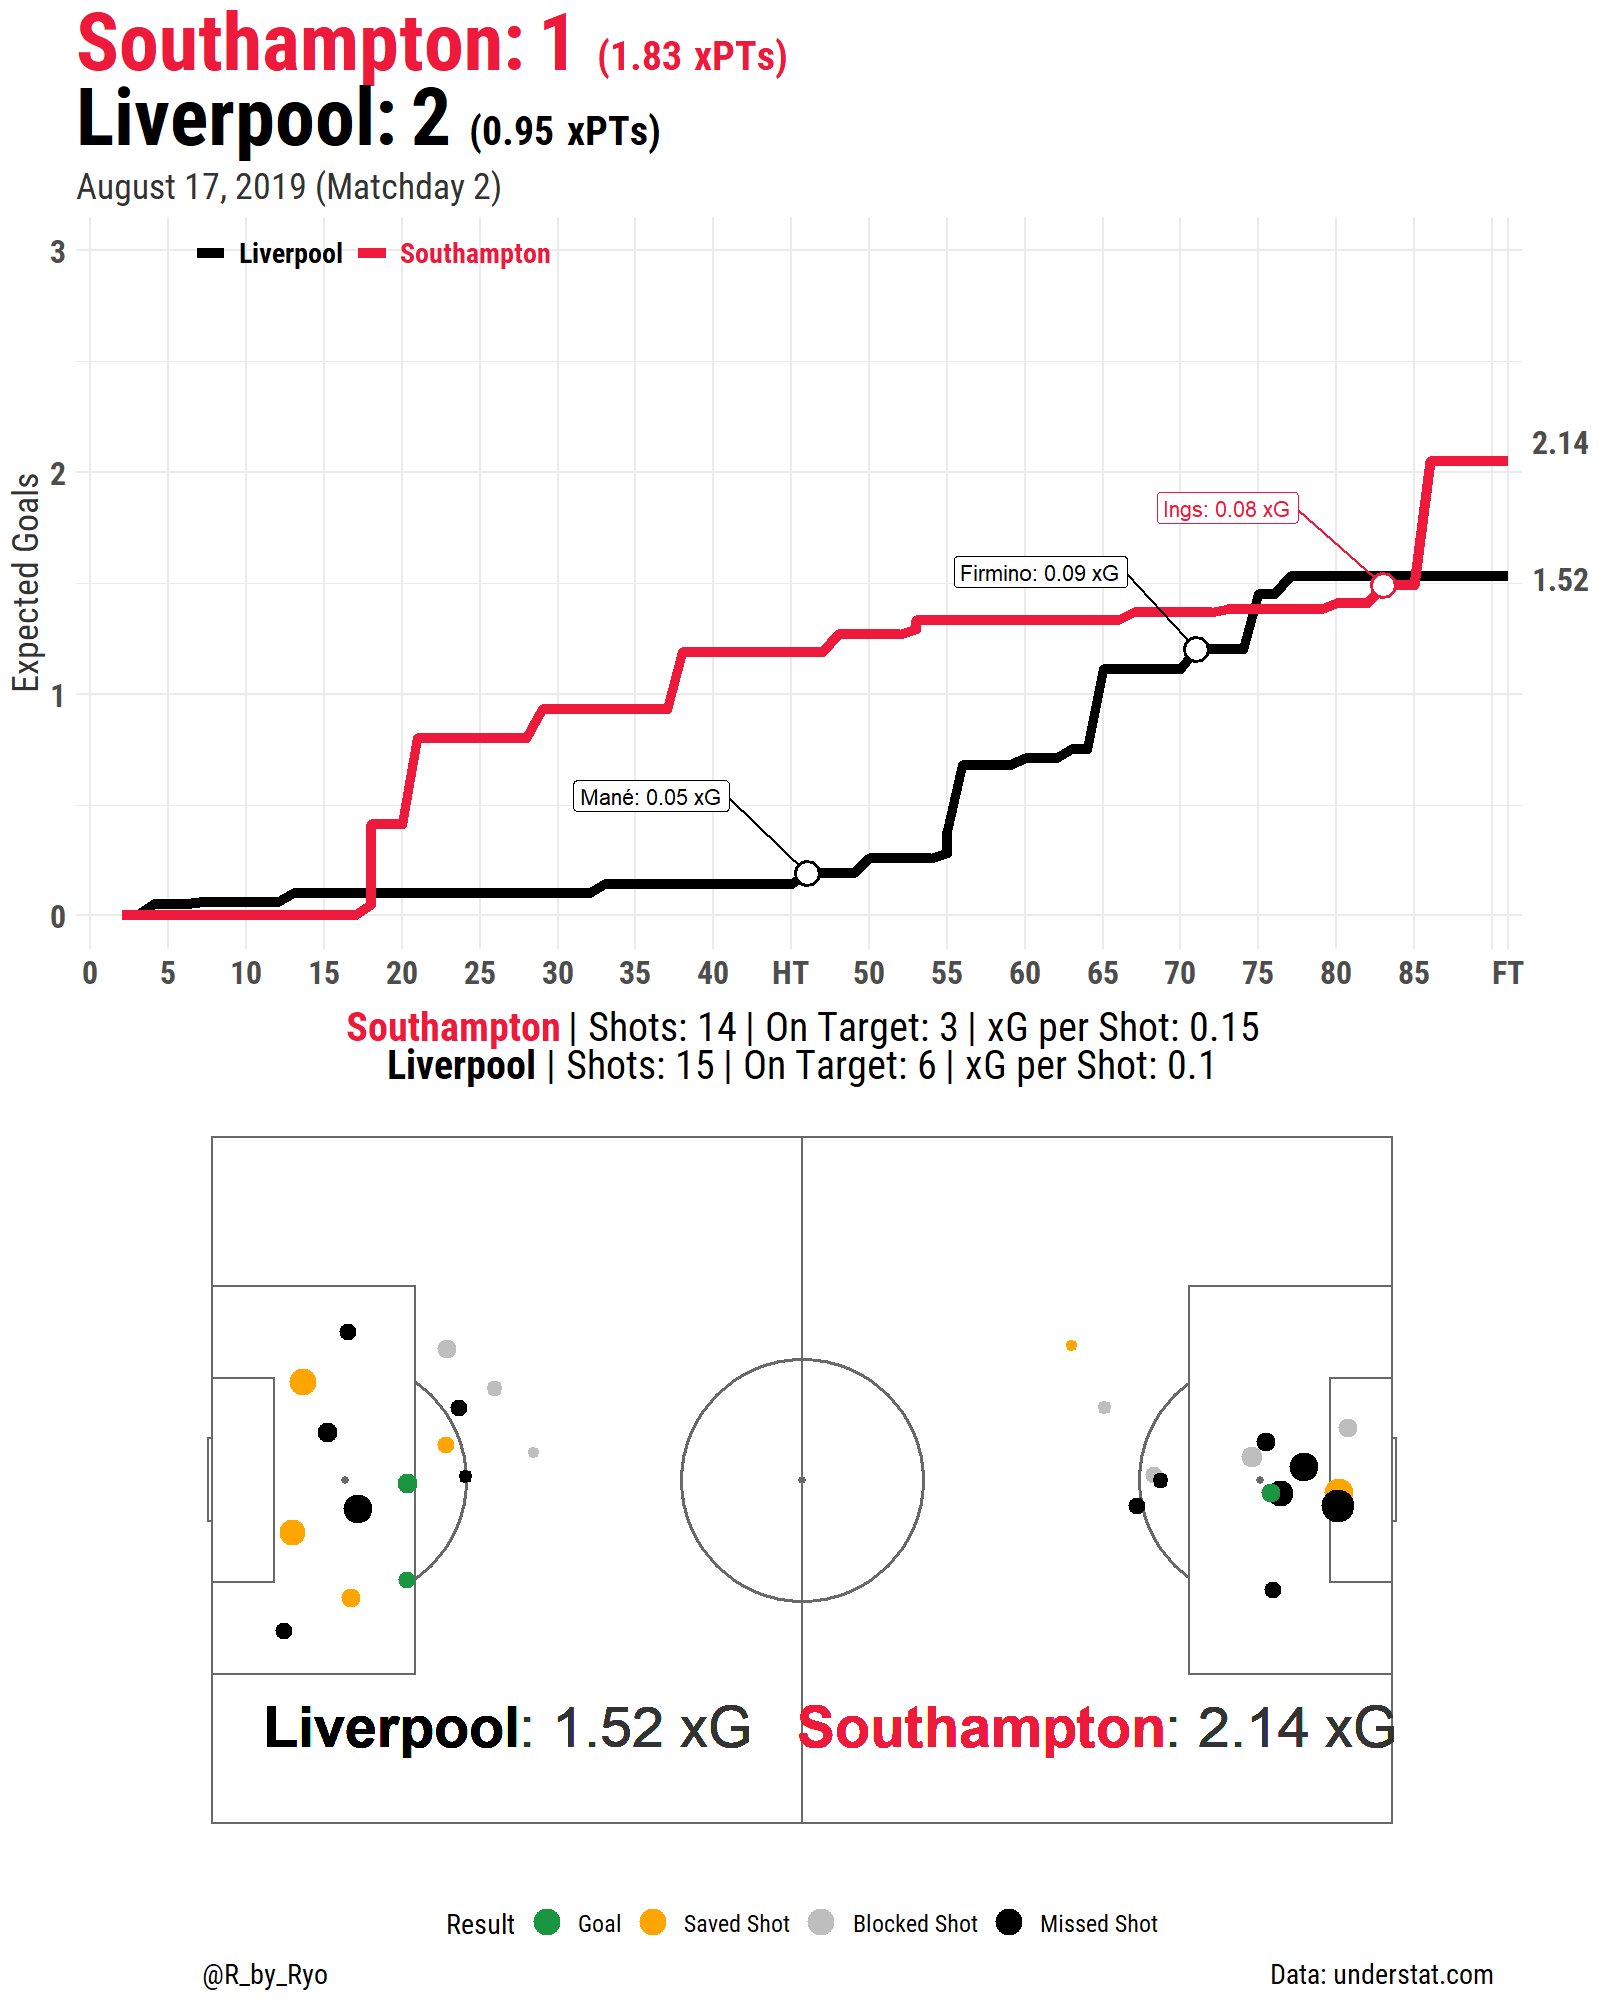 Southampton: 1 (1.83 xPTs)
Liverpool: 2 (0.95 xPTs)
August 17, 2019 (Matchday 2)
3
Liverpool Southampton
2.14
2
Ings: 0.08 xG
Firmino: 0.09 xG
1.52
Expected Goals
1
Mané: 0.05 xG
0
0 5 10 15 20 25 30 35 40 HT 50 55 60 65 70 75 80 85 FT
Southampton | Shots: 14 | On Target: 3 | xG per Shot: 0.15
Liverpool | Shots: 15 | On Target: 6 | xG per Shot: 0.1
Liverpool: 1.52 xG Southampton: 2.14 xG
Result Goal Saved Shot Blocked Shot Missed Shot
@R_by_Ryo Data: understat.com